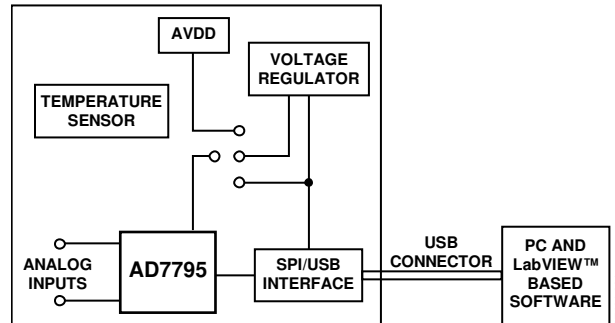 AVDD
VOLTAGE
REGULATOR
TEMPERATURE
SENSOR
ANALOG
INPUTS
AD7795
SPI/USB
INTERFACE
USB
CONNECTOR
PC AND
LabVIEW™
BASED
SOFTWARE